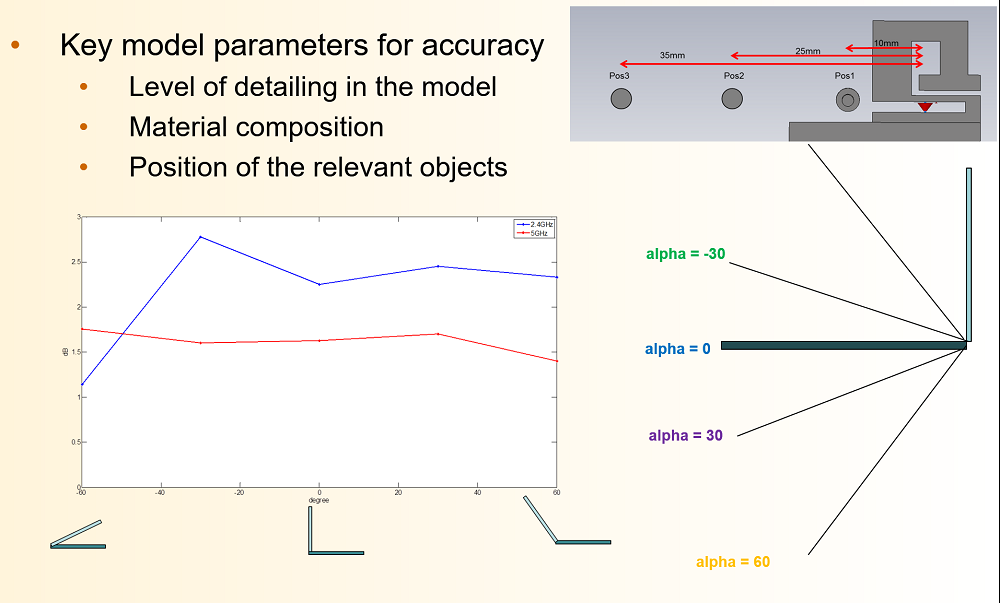 Key model parameters for accuracy
Level of detailing in the model
Material composition
Position of the relevant objects
10mm
25mm
35mm
Pos3
Pos2
Pos1
3
2.5
2
1.5
1
0.5
0
dB
2.4GHz
5GHz
-60
-40
-20
0
20
40
60
degree
alpha = -30
alpha = 0
alpha = 30
alpha = 60